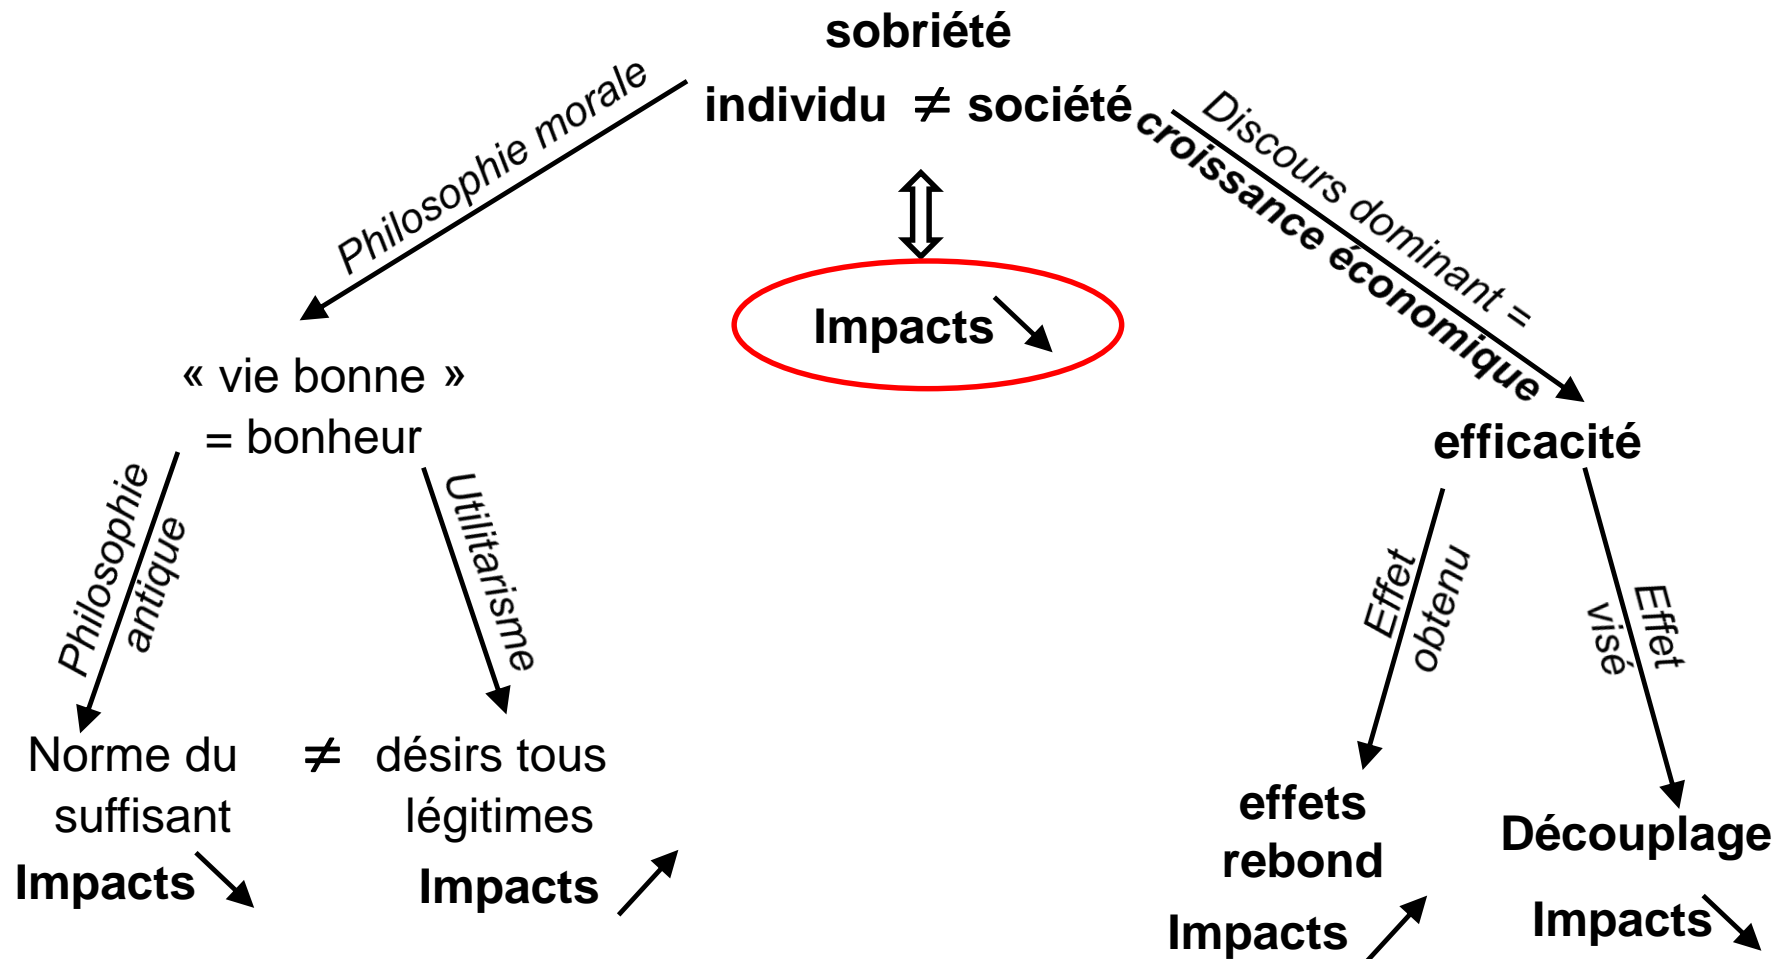 sobriété
individu ≠ société
Philosophie morale
Discours dominant =
croissance économique
Impacts
« vie bonne »
= bonheur
efficacité
Philosophie
antique
Utilitarisme
Effet
obtenu
Effet
visé
Norme du ≠ désirs tous
suffisant légitimes
Impacts
Impacts
effets
rebond
Impacts
Découplage
Impacts